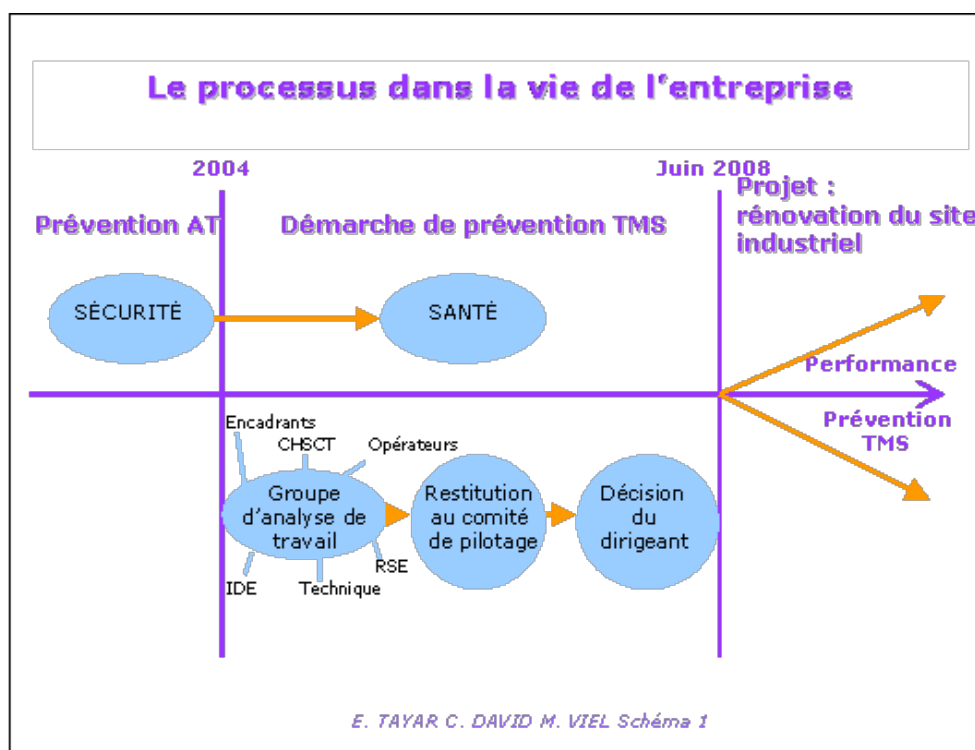 Le processus dans la vie de l'entreprise
2004
Juin 2008
Prévention AT
Démarche de prévention TMS
Projet :
rénovation du site
industriel
SÉCURITÉ
SANTÉ
Performance
Prévention
TMS
Encadrants
CHSCT
Opérateurs
Groupe
d'analyse de
travail
IDE
Technique
RSE
Restitution
au comité
de pilotage
Décision
du
dirigeant
E. TAYAR C. DAVID M. VIEL Schéma 1